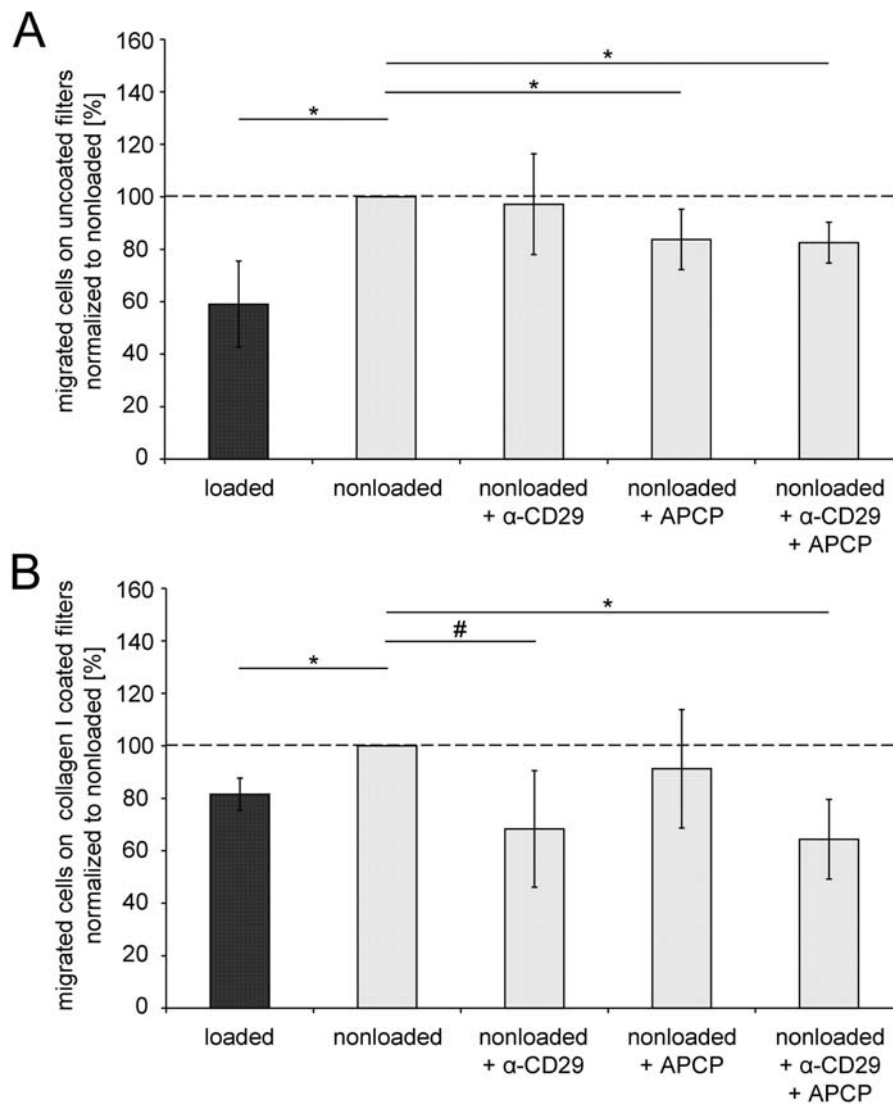 A
migrated cells on uncoated filters
normalized to nonloaded [%]
160
140
120
100
80
60
40
20
0
*
*
*
loaded
nonloaded
nonloaded
+ α-CD29
nonloaded
+ APCP
nonloaded
+ α-CD29
+ APCP
B
migrated cells on collagen I coated filters
normalized to nonloaded [%]
160
140
120
100
80
60
40
20
0
*
#
*
loaded
nonloaded
nonloaded
+ α-CD29
nonloaded
+ APCP
nonloaded
+ α-CD29
+ APCP